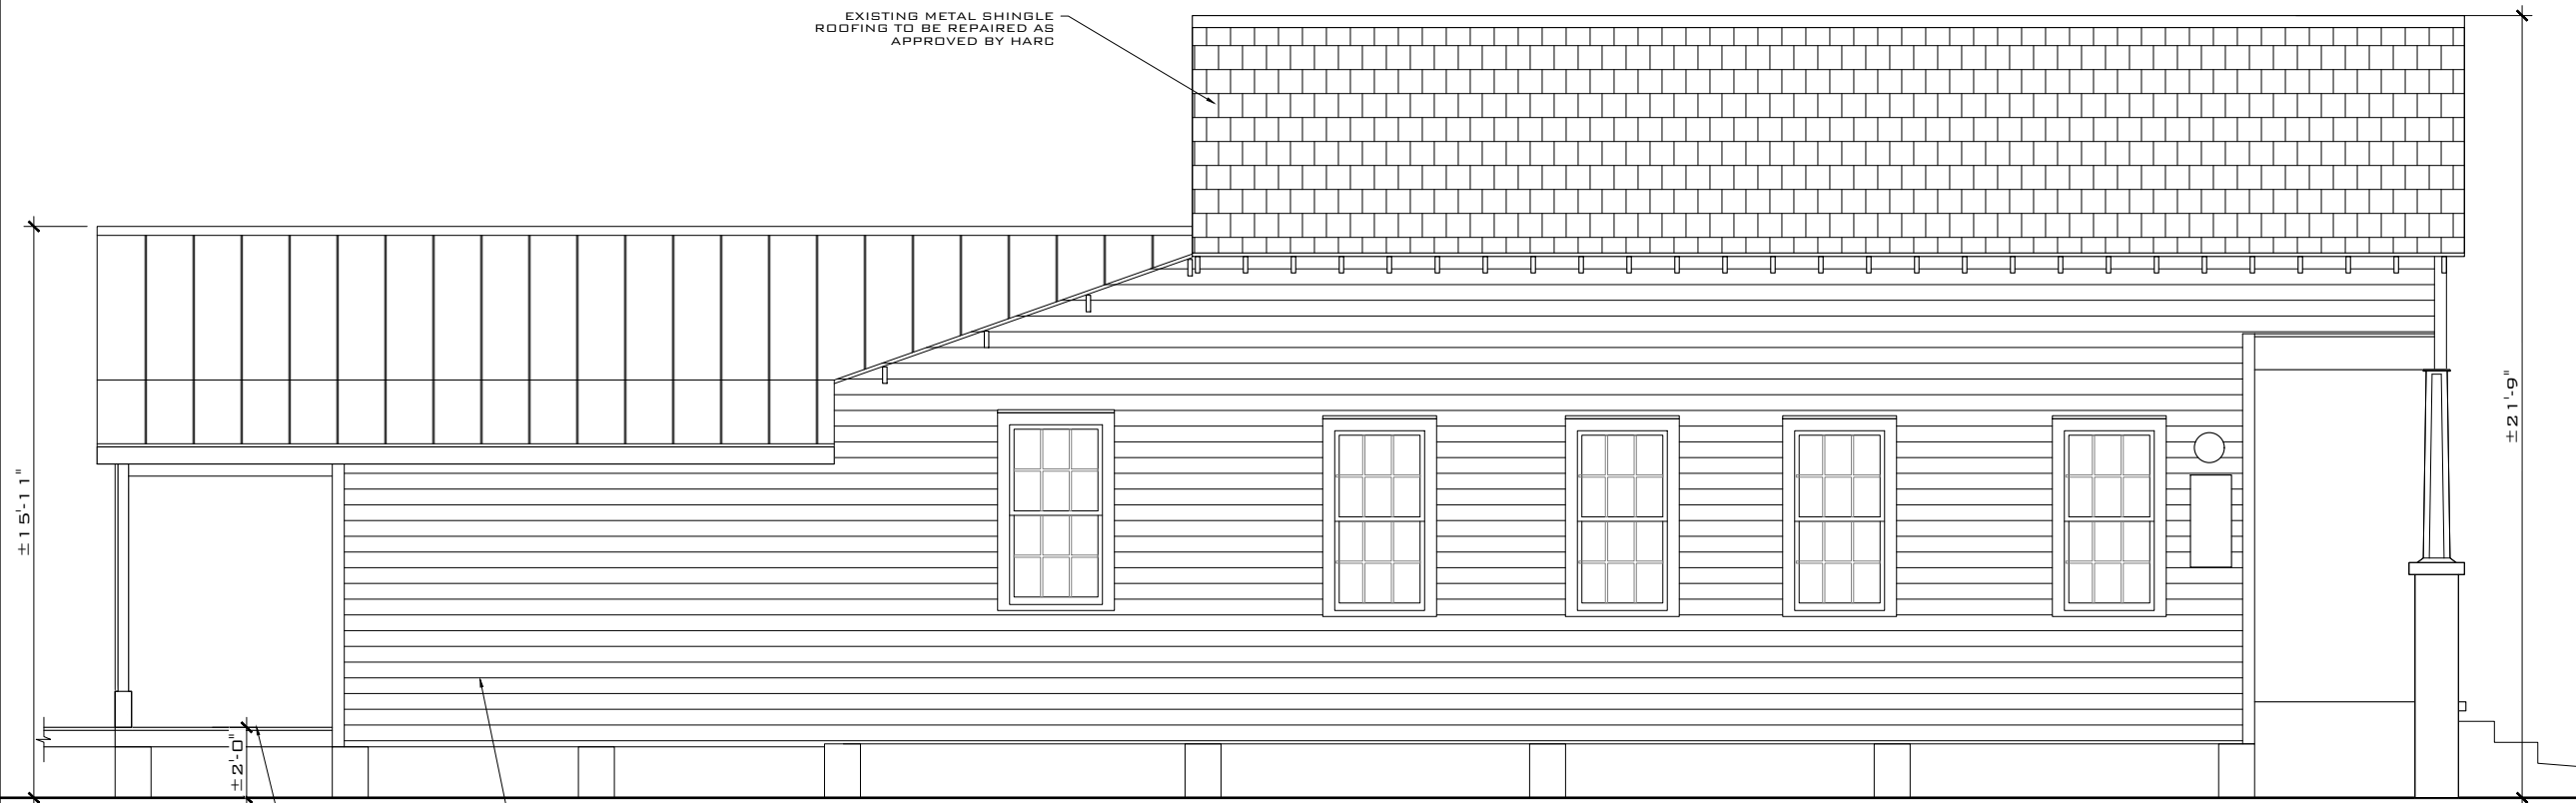 EXISTING METAL SHINGLE
ROOFING TO BE REPAIRED AS
APPROVED BY HARC
±15'-11"
±2'-0"
±21'-9"